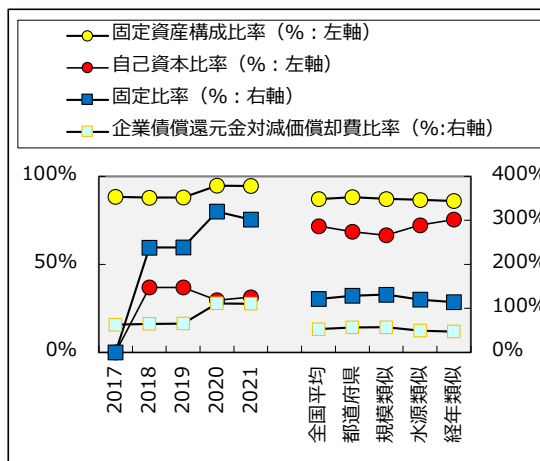 固定資産構成比率（%：左軸）
自己資本比率（%：左軸）
固定比率（%：右軸）
企業債償還元金対減価償却費比率（%:右軸）
100%
50%
0%
400%
300%
200%
100%
0%
2017
2018
2019
2020
2021
全国平均
都道府県
規模類似
水源類似
経年類似